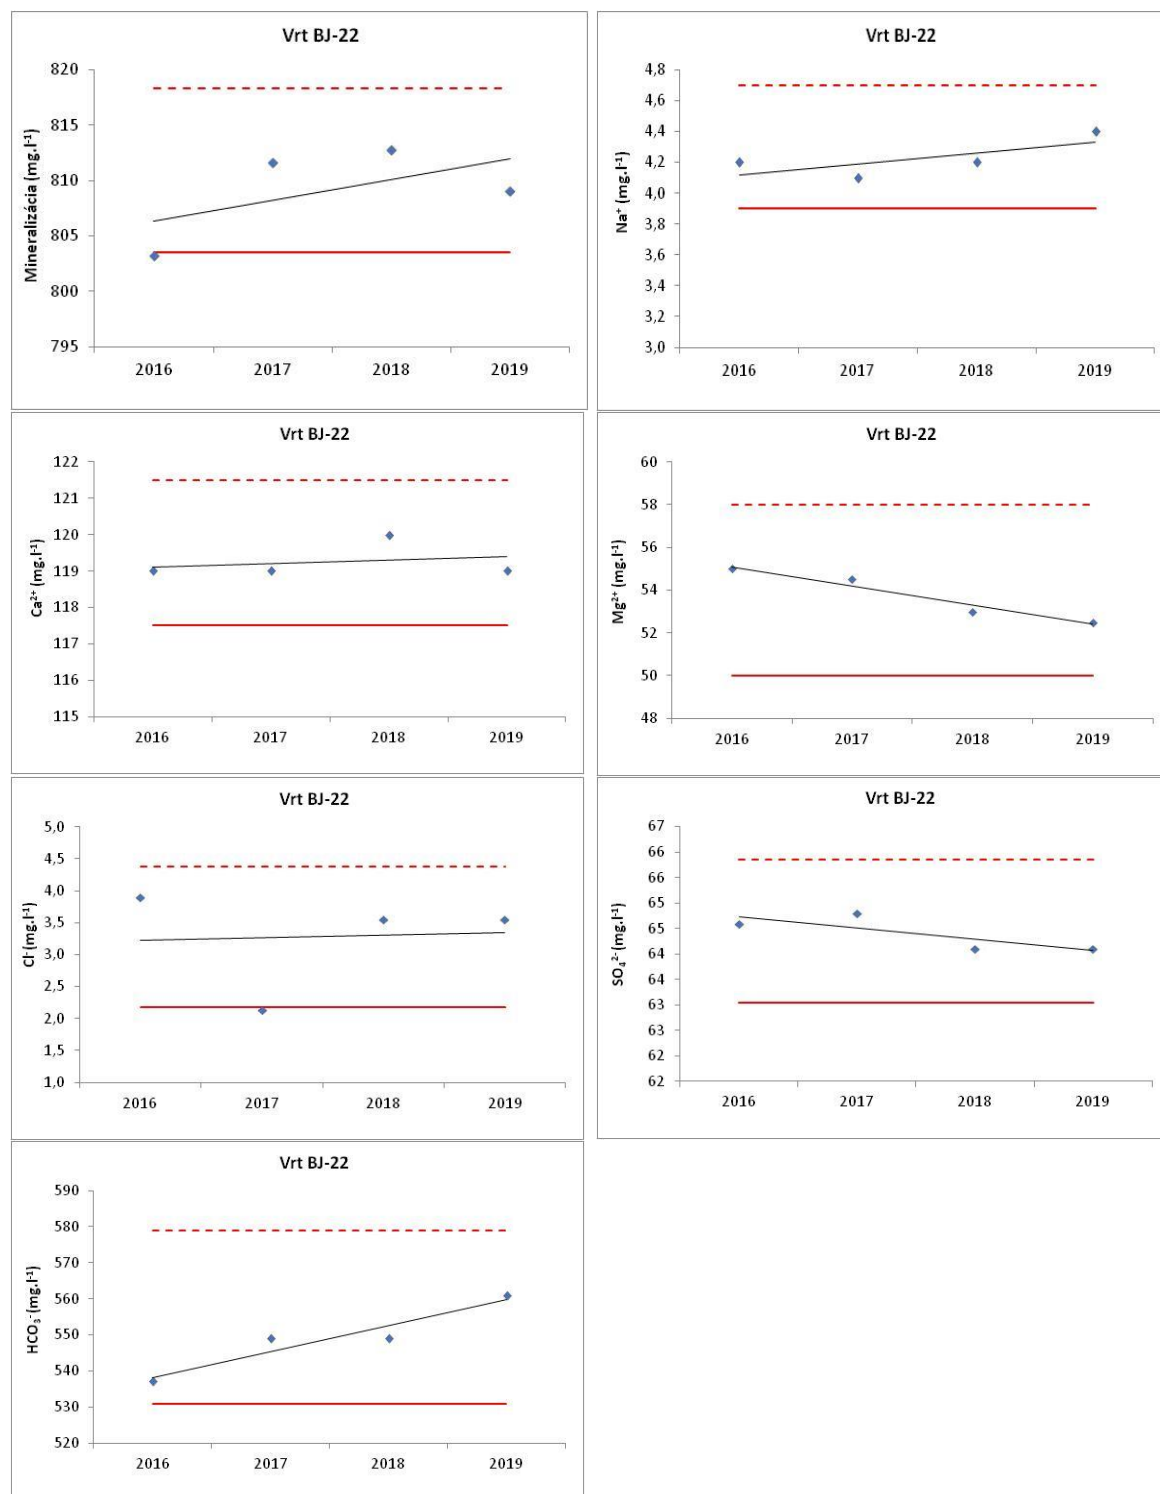 Vrt BJ-22
Mineralizácia (mg.l-1)
820
815
810
805
800
795
2016 2017 2018 2019
Vrt BJ-22
Na+ (mg.l-1)
4,8
4,6
4,4
4,2
4,0
3,8
3,6
3,4
3,2
3,0
2016 2017 2018 2019
Vrt BJ-22
Ca2+ (mg.l-1)
122
121
120
119
118
117
116
115
2016 2017 2018 2019
Vrt BJ-22
Mg2+ (mg.l-1)
60
58
56
54
52
50
48
2016 2017 2018 2019
Vrt BJ-22
Cl- (mg.l-1)
5,0
4,5
4,0
3,5
3,0
2,5
2,0
1,5
1,0
2016 2017 2018 2019
Vrt BJ-22
SO42- (mg.l-1)
67
66
66
65
65
64
64
63
63
62
62
2016 2017 2018 2019
Vrt BJ-22
HCO3- (mg.l-1)
590
580
570
560
550
540
530
520
2016 2017 2018 2019